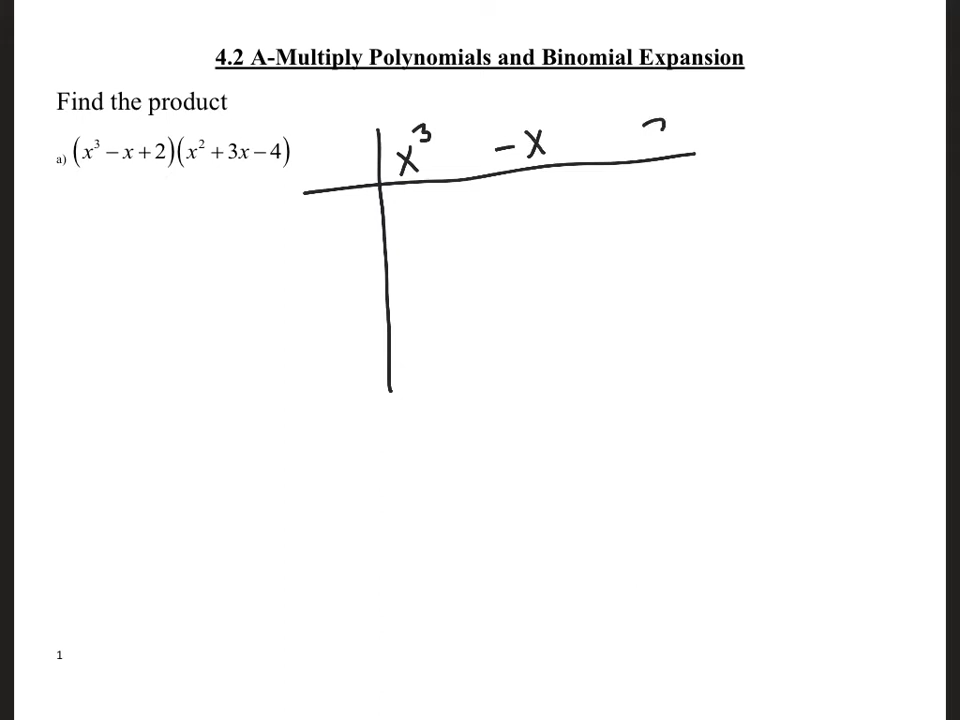 4.2 A-Multiply Polynomials and Binomial Expansion
Find the product
a) (x³ − x + 2)(x² + 3x − 4)
x³ −x
1